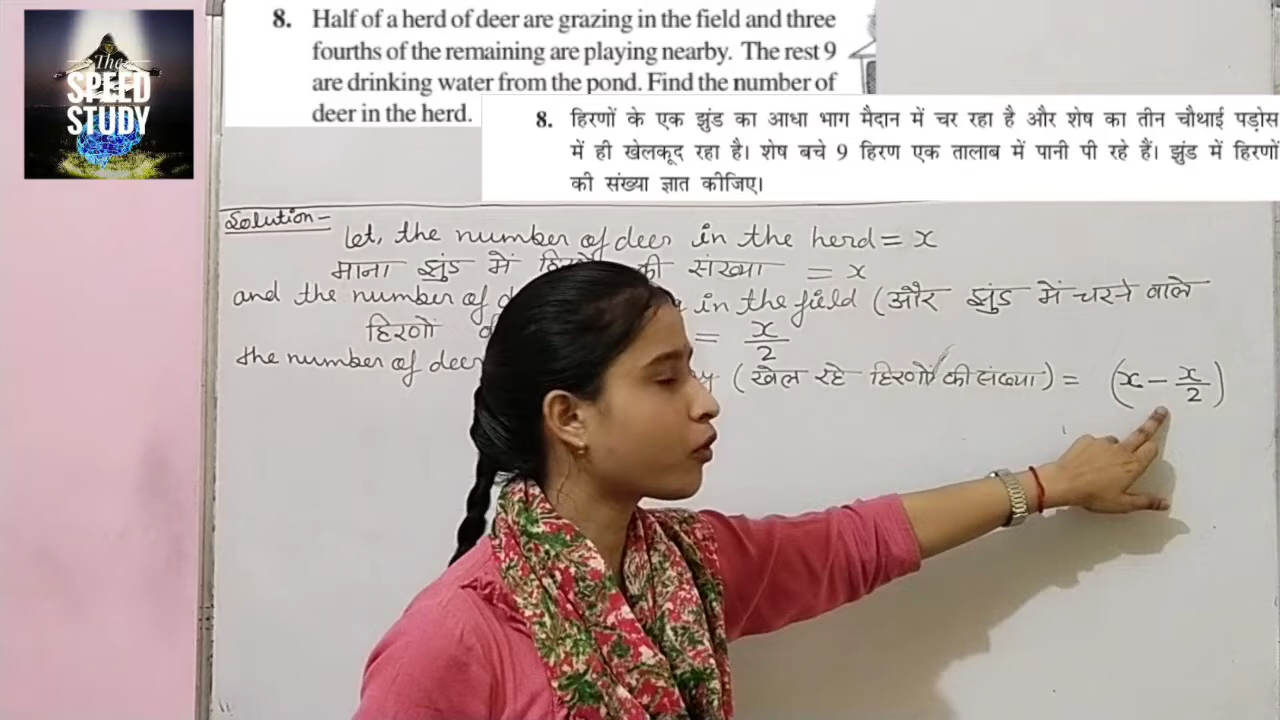 The
SPEED
STUDY
8. Half of a herd of deer are grazing in the field and three
fourths of the remaining are playing nearby. The rest 9
are drinking water from the pond. Find the number of
deer in the herd.
8. हिरणों के एक झुंड का आधा भाग मैदान में चर रहा है और शेष का तीन चौथाई पड़ोस
में ही खेलकूद रहा है। शेष बचे 9 हिरण एक तालाब में पानी पी रहे हैं। झुंड में हिरणों
की संख्या ज्ञात कीजिए।
Solution-
Let, the number of deer in the herd = x
माना झुंड में हिरणों की संख्या = x
and the number of in the field (और झुंड में चरने वाले
हिरणों = x/2
the number of deer (खेल रहे हिरणों की संख्या) = (x - x/2)